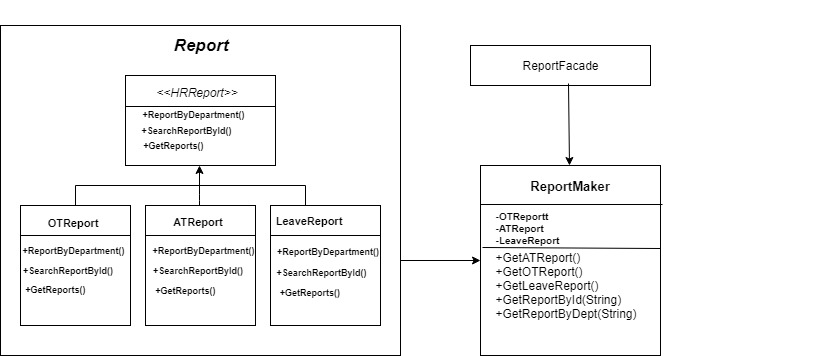 Report
<<HRReport>>
+ReportByDepartment()
+SearchReportById()
+GetReports()
OTReport
+ReportByDepartment()
+SearchReportById()
+GetReports()
ATReport
+ReportByDepartment()
+SearchReportById()
+GetReports()
LeaveReport
+ReportByDepartment()
+SearchReportById()
+GetReports()
ReportFacade
ReportMaker
-OTReportt
-ATReport
-LeaveReport
+GetATReport()
+GetOTReport()
+GetLeaveReport()
+GetReportById(String)
+GetReportByDept(String)